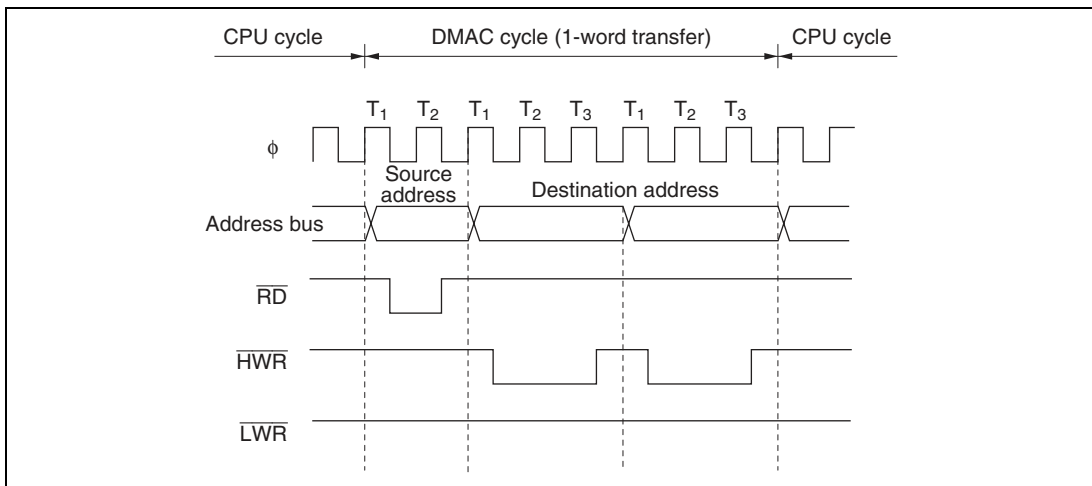 CPU cycle DMAC cycle (1-word transfer) CPU cycle
T1 T2 T1 T2 T3 T1 T2 T3
φ
Source
address Destination address
Address bus
RD
HWR
LWR